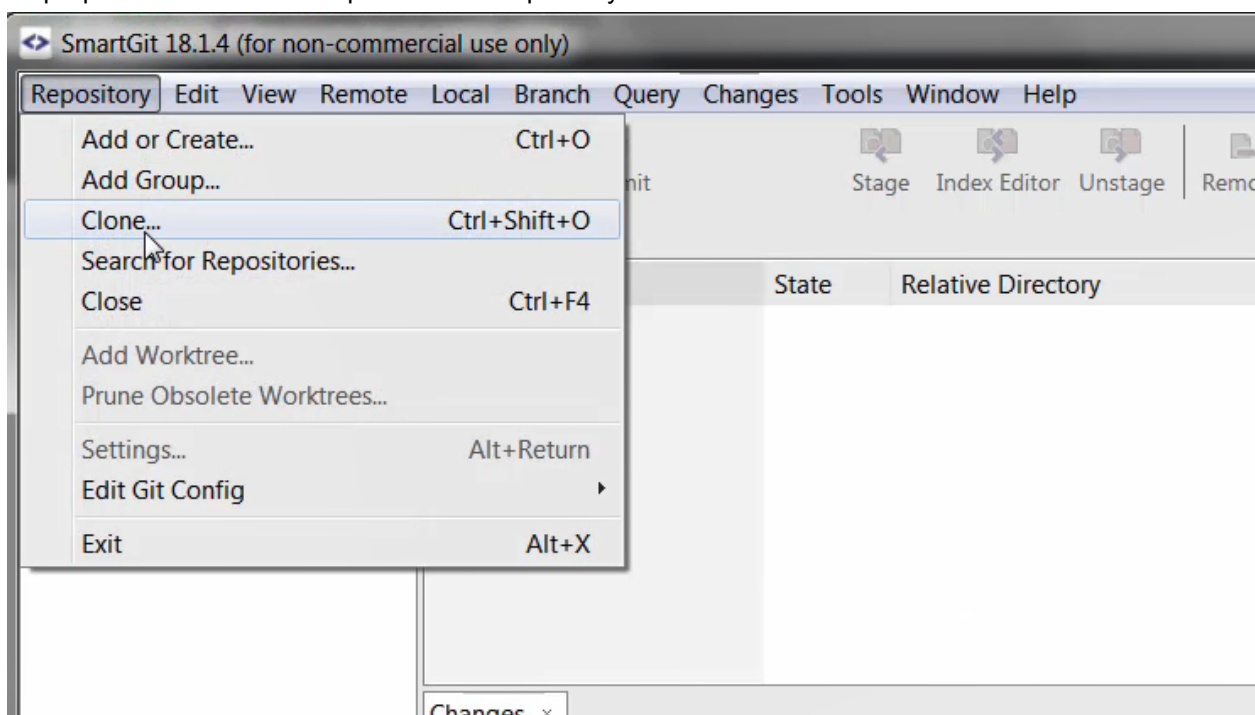 SmartGit 18.1.4 (for non-commercial use only)
Repository Edit View Remote Local Branch Query Changes Tools Window Help
Add or Create... Ctrl+O
Add Group...
Clone... Ctrl+Shift+O
Search for Repositories...
Close Ctrl+F4
Add Worktree...
Prune Obsolete Worktrees...
Settings... Alt+Return
Edit Git Config
Exit Alt+X
Stage Index Editor Unstage
State Relative Directory
Changes